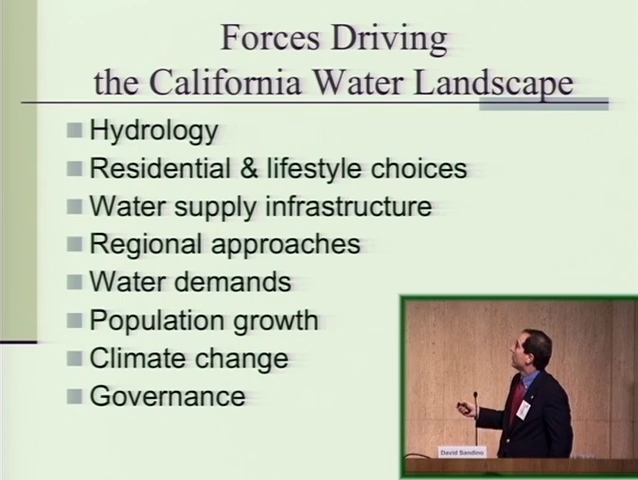 Forces Driving
the California Water Landscape
Hydrology
Residential & lifestyle choices
Water supply infrastructure
Regional approaches
Water demands
Population growth
Climate change
Governance
David Sandino